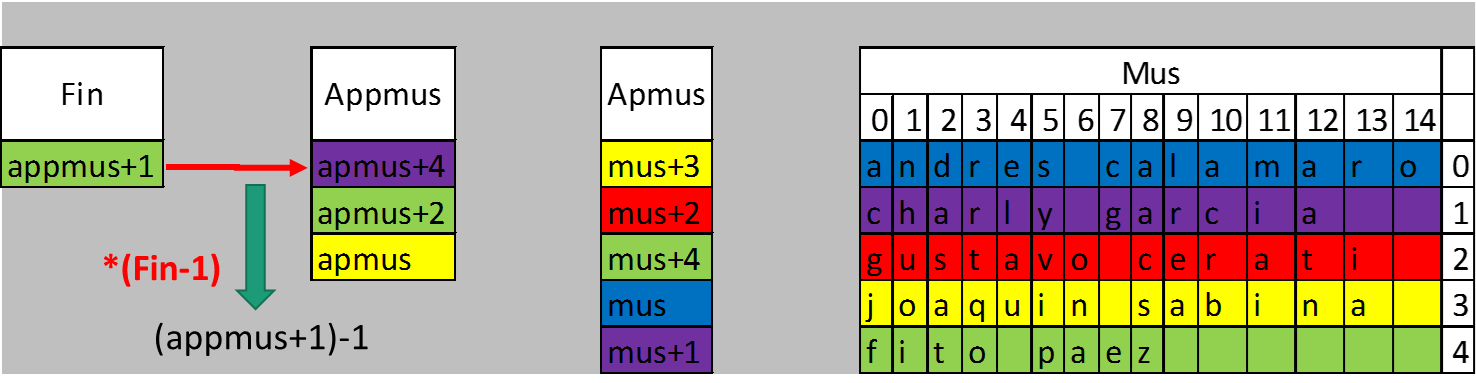 Fin
appmus+1
*(Fin-1)
(appmus+1)-1
Appmus
apmus+4
apmus+2
apmus
Apmus
mus+3
mus+2
mus+4
mus
mus+1
Mus
0 1 2 3 4 5 6 7 8 9 10 11 12 13 14
a n d r e s c a l a m a r o 0
c h a r l y g a r c i a 1
g u s t a v o c e r a t i 2
j o a q u i n s a b i n a 3
f i t o p a e z 4